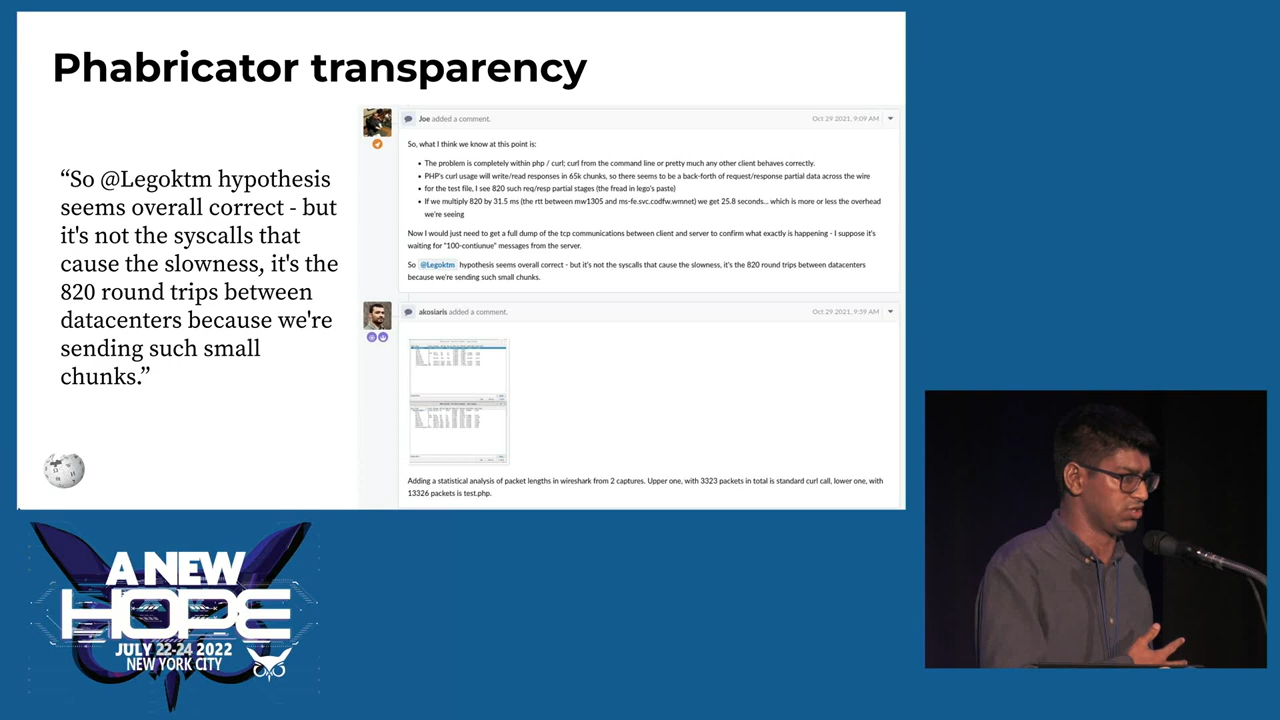 Phabricator transparency
“So @Legoktm hypothesis
seems overall correct - but
it's not the syscalls that
cause the slowness, it's the
820 round trips between
datacenters because we're
sending such small
chunks.”
Joe added a comment.
Oct 29 2021, 9:09 AM
So, what I think we know at this point is:
• The problem is completely within php / curl; curl from the command line or pretty much any other client behaves correctly.
• PHP's curl usage will write/read responses in 65k chunks, so there seems to be a back-forth of request/response partial data across the wire
• for the test file, I see 820 such req/resp partial stages (the fread in lego's paste)
• If we multiply 820 by 31.5 ms (the rtt between mw1305 and ms-fe.svc.codfw.wmnet) we get 25.8 seconds... which is more or less the overhead
we're seeing
Now I would just need to get a full dump of the tcp communications between client and server to confirm what exactly is happening - I suppose it's
waiting for "100-contiunue" messages from the server.
So @Legoktm hypothesis seems overall correct - but it's not the syscalls that cause the slowness, it's the 820 round trips between datacenters
because we're sending such small chunks.
akosiaris added a comment.
Oct 29 2021, 9:59 AM
Adding a statistical analysis of packet lengths in wireshark from 2 captures. Upper one, with 3323 packets in total is standard curl call, lower one, with
13326 packets is test.php.
A NEW
HOPE
JULY 22-24 2022
NEW YORK CITY